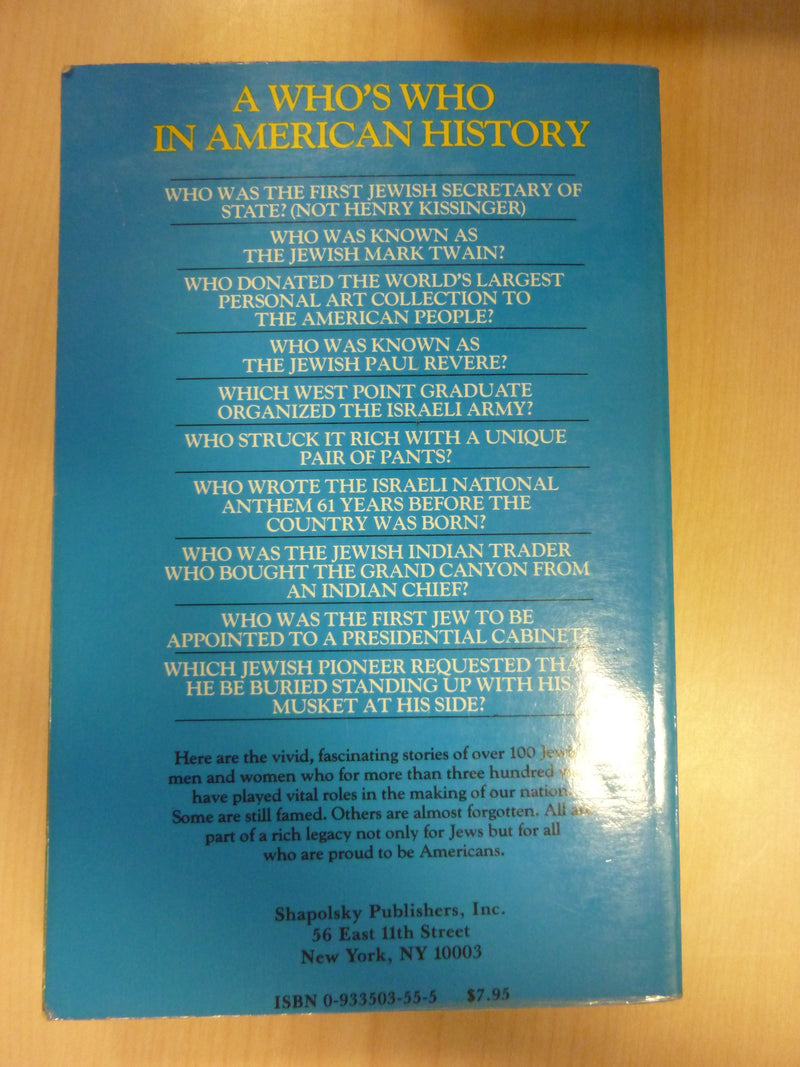 A WHO'S WHO
IN AMERICAN HISTORY
WHO WAS THE FIRST JEWISH SECRETARY OF
STATE? (NOT HENRY KISSINGER)
WHO WAS KNOWN AS
THE JEWISH MARK TWAIN?
WHO DONATED THE WORLD'S LARGEST
PERSONAL ART COLLECTION TO
THE AMERICAN PEOPLE?
WHO WAS KNOWN AS
THE JEWISH PAUL REVERE?
WHICH WEST POINT GRADUATE
ORGANIZED THE ISRAELI ARMY?
WHO STRUCK IT RICH WITH A UNIQUE
PAIR OF PANTS?
WHO WROTE THE ISRAELI NATIONAL
ANTHEM 61 YEARS BEFORE THE
COUNTRY WAS BORN?
WHO WAS THE JEWISH INDIAN TRADER
WHO BOUGHT THE GRAND CANYON FROM
AN INDIAN CHIEF?
WHO WAS THE FIRST JEW TO BE
APPOINTED TO A PRESIDENTIAL CABINET?
WHICH JEWISH PIONEER REQUESTED THAT
HE BE BURIED STANDING UP WITH HIS
MUSKET AT HIS SIDE?
Here are the vivid, fascinating stories of over 100
men and women who for more than three hundred
have played vital roles in the making of our nation.
Some are still famed. Others are almost forgotten. All
part of a rich legacy not only for Jews but for all
who are proud to be Americans.
Shapolsky Publishers, Inc.
56 East 11th Street
New York, NY 10003
ISBN 0-933503-55-5 $7.95